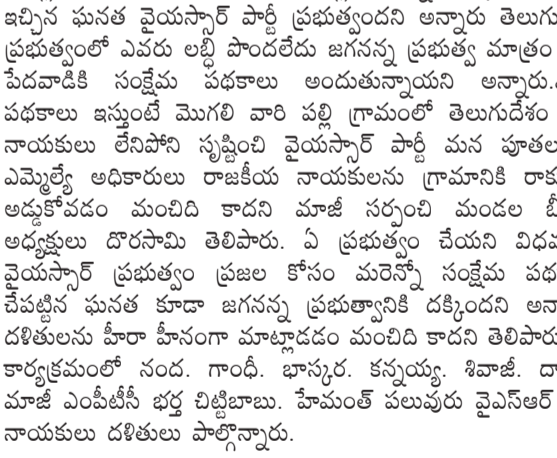 ఇచ్చిన ఘనత వైయస్సార్ పార్టీ ప్రభుత్వందని అన్నారు తెలుగు
ప్రభుత్వంలో ఎవరు లబ్ధి పొందలేదు జగనన్న ప్రభుత్వ మాత్రం
పేదవాడికి సంక్షేమ పథకాలు అందుతున్నాయని అన్నారు.
పథకాలు ఇస్తుంటే మొగలి వారి పల్లి గ్రామంలో తెలుగుదేశం
నాయకులు లేనిపోని సృష్టించి వైయస్సార్ పార్టీ మన పూతల
ఎమ్మెల్యే అధికారులు రాజకీయ నాయకులను గ్రామానికి రాకు
అడ్డుకోవడం మంచిది కాదని మాజీ సర్పంచి మండల బీ
అధ్యక్షులు దొరసామి తెలిపారు. ఏ ప్రభుత్వం చేయని విధమ
వైయస్సార్ ప్రభుత్వం ప్రజల కోసం మరెన్నో సంక్షేమ పథ
చేపట్టిన ఘనత కూడా జగనన్న ప్రభుత్వానికి దక్కిందని అన
దళితులను హీరా హీనంగా మాట్లాడడం మంచిది కాదని తెలిపారు
కార్యక్రమంలో నంద. గాంధీ. భాస్కర. కన్నయ్య. శివాజీ. దా
మాజీ ఎంపీటీసీ భర్త చిట్టిబాబు. హేమంత్ పలువురు వైఎస్ఆర్
నాయకులు దళితులు పాల్గొన్నారు.